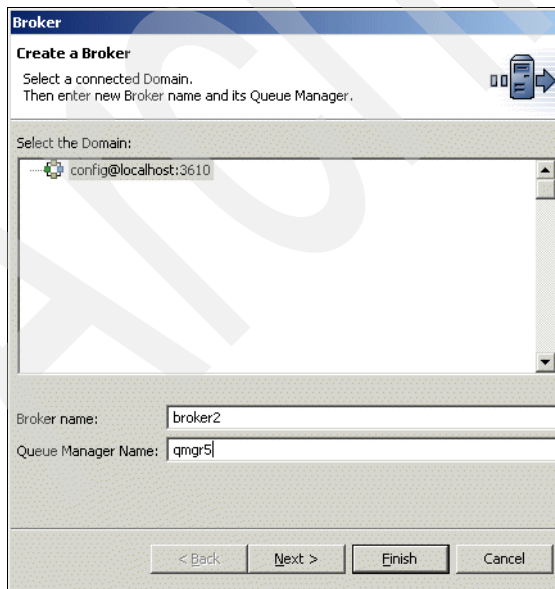 Broker
Create a Broker
Select a connected Domain.
Then enter new Broker name and its Queue Manager.
Select the Domain:
config@localhost:3610
Broker name: broker2
Queue Manager Name: qmgr5
< Back Next > Finish Cancel